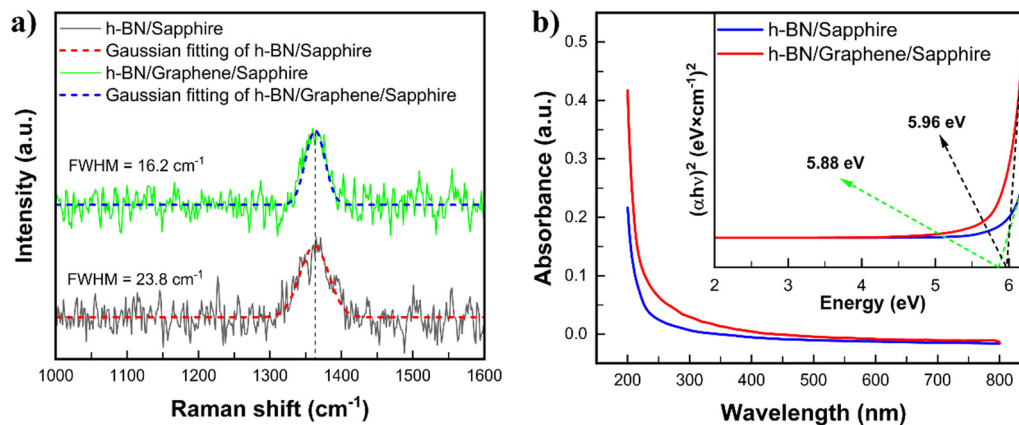 a)
h-BN/Sapphire
Gaussian fitting of h-BN/Sapphire
h-BN/Graphene/Sapphire
Gaussian fitting of h-BN/Graphene/Sapphire
FWHM = 16.2 cm⁻¹
FWHM = 23.8 cm⁻¹
Intensity (a.u.)
1000 1100 1200 1300 1400 1500 1600
Raman shift (cm⁻¹)
b)
0.5
0.4
0.3
0.2
0.1
0.0
Absorbance (a.u.)
h-BN/Sapphire
h-BN/Graphene/Sapphire
(αhν)² (eV×cm⁻¹)²
5.96 eV
5.88 eV
2 3 4 5 6
Energy (eV)
200 300 400 500 600 700 800
Wavelength (nm)